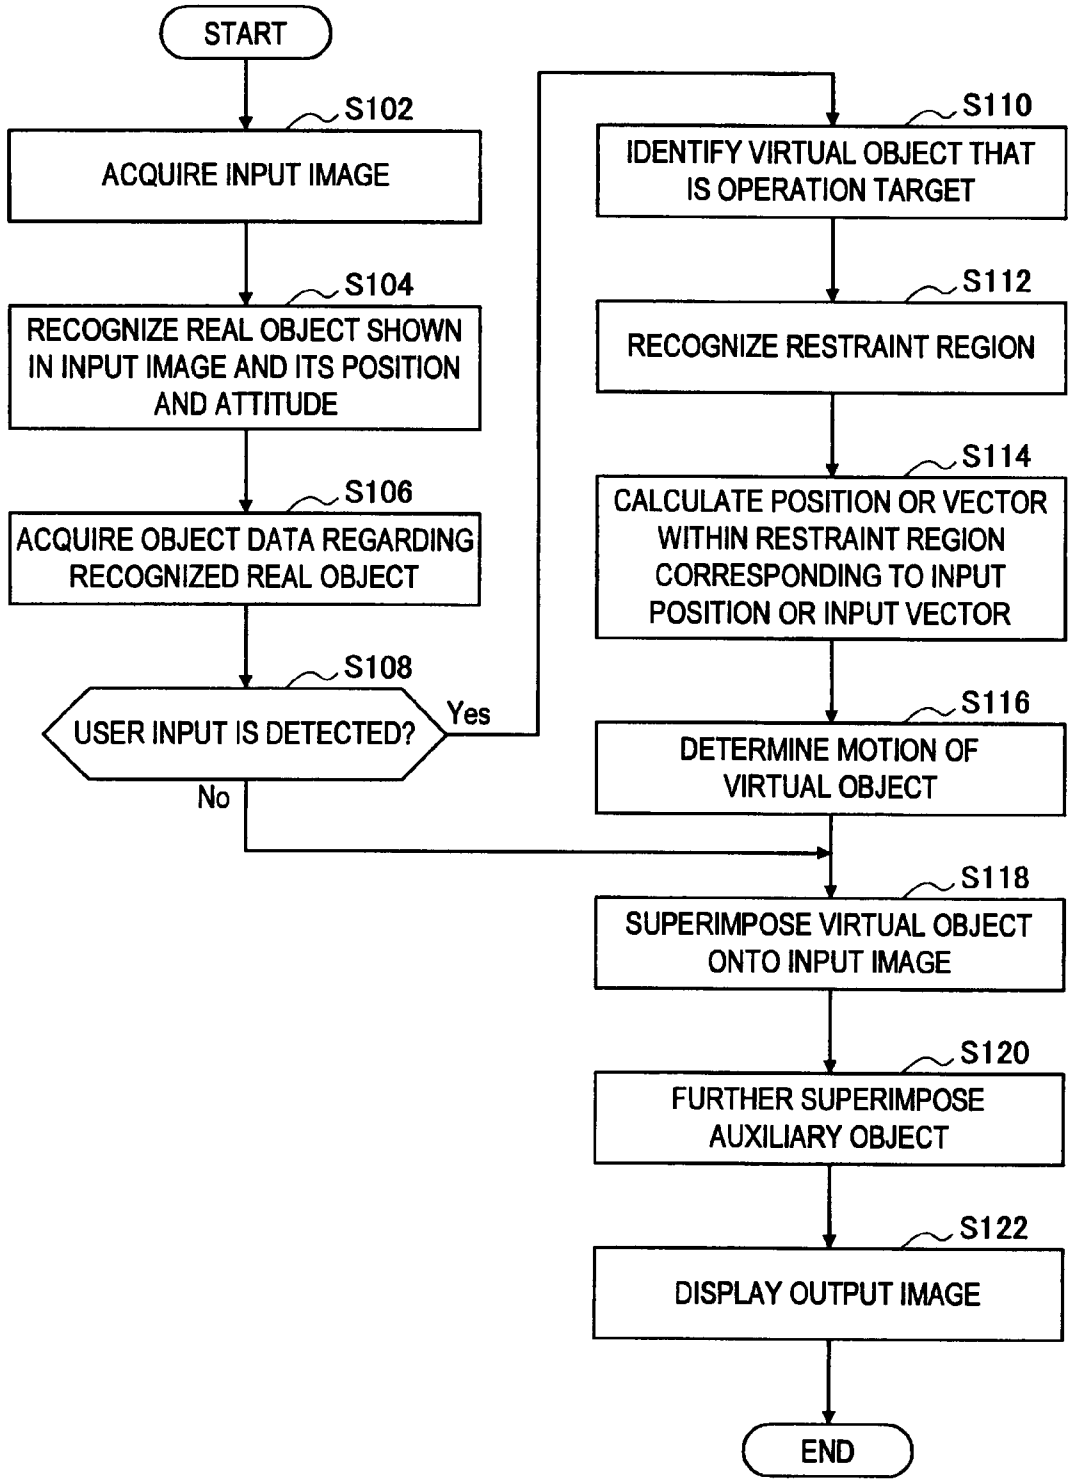 START
S102
ACQUIRE INPUT IMAGE
S104
RECOGNIZE REAL OBJECT SHOWN
IN INPUT IMAGE AND ITS POSITION
AND ATTITUDE
S106
ACQUIRE OBJECT DATA REGARDING
RECOGNIZED REAL OBJECT
S108
USER INPUT IS DETECTED?
Yes
No
S110
IDENTIFY VIRTUAL OBJECT THAT
IS OPERATION TARGET
S112
RECOGNIZE RESTRAINT REGION
S114
CALCULATE POSITION OR VECTOR
WITHIN RESTRAINT REGION
CORRESPONDING TO INPUT
POSITION OR INPUT VECTOR
S116
DETERMINE MOTION OF
VIRTUAL OBJECT
S118
SUPERIMPOSE VIRTUAL OBJECT
ONTO INPUT IMAGE
S120
FURTHER SUPERIMPOSE
AUXILIARY OBJECT
S122
DISPLAY OUTPUT IMAGE
END